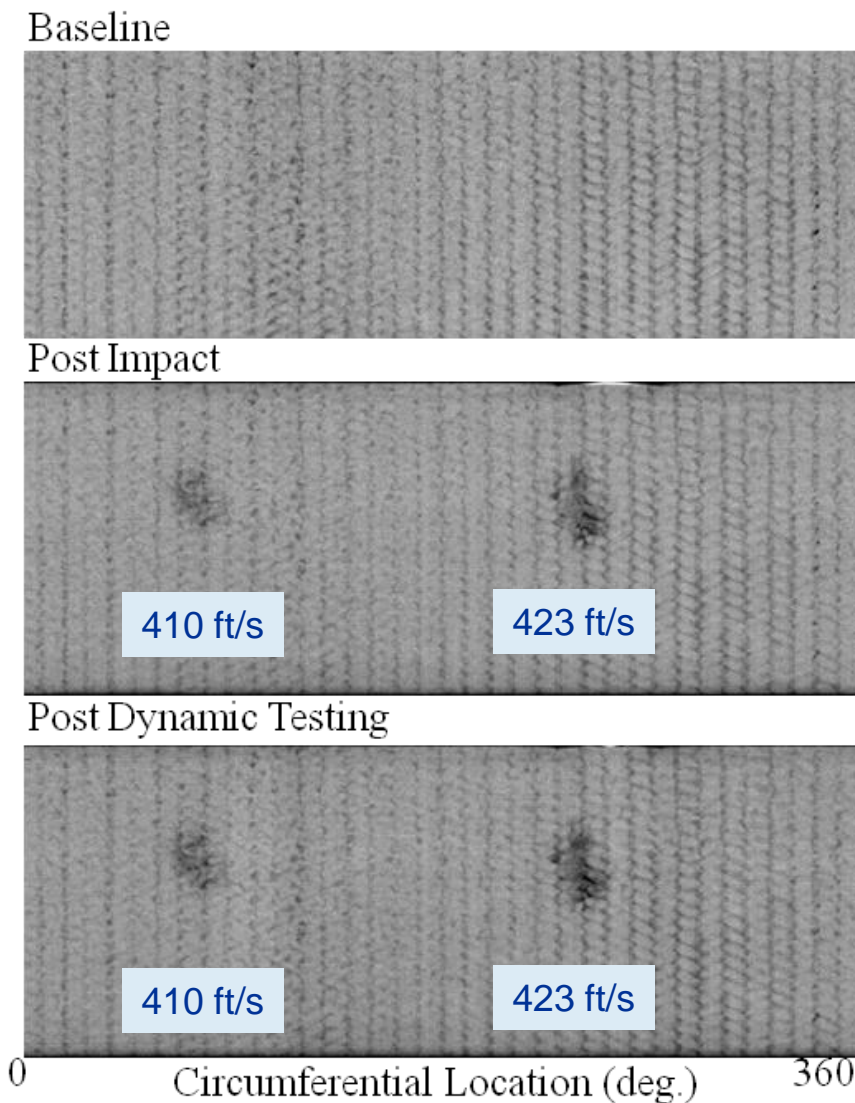 Baseline
Post Impact
410 ft/s
423 ft/s
Post Dynamic Testing
410 ft/s
423 ft/s
0
Circumferential Location (deg.)
360